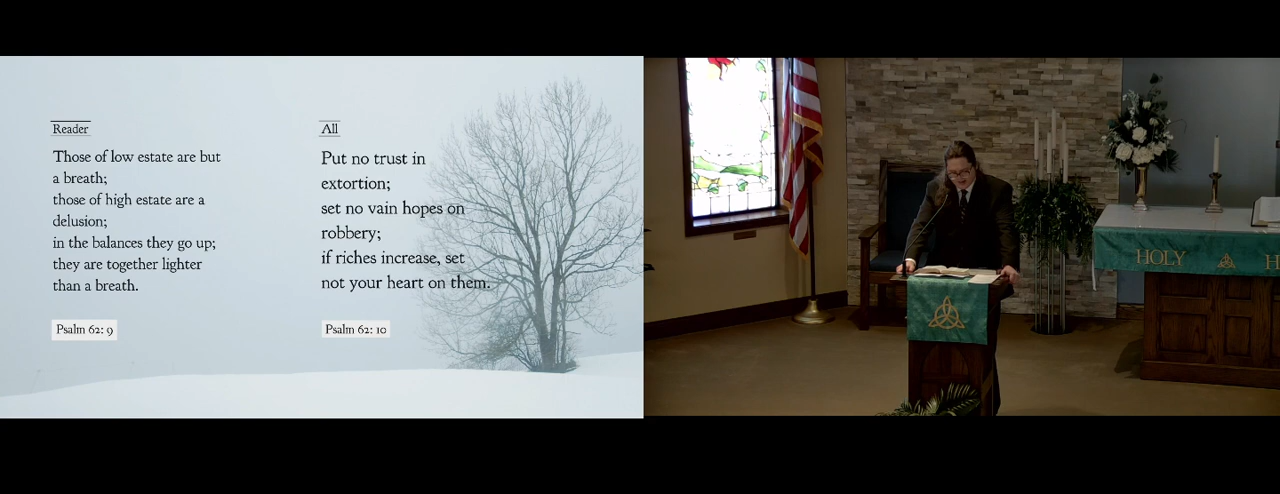 Reader
Those of low estate are but
a breath;
those of high estate are a
delusion;
in the balances they go up;
they are together lighter
than a breath.
Psalm 62: 9
All
Put no trust in
extortion;
set no vain hopes on
robbery;
if riches increase, set
not your heart on them.
Psalm 62: 10
HOLY
H